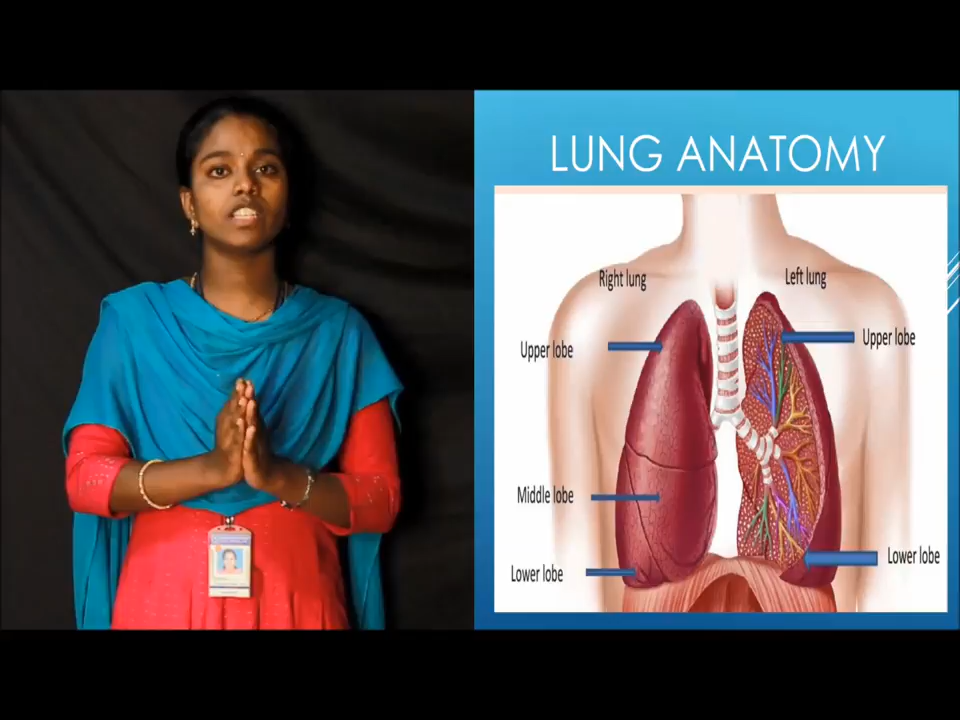 LUNG ANATOMY
Right lung
Left lung
Upper lobe
Upper lobe
Middle lobe
Lower lobe
Lower lobe